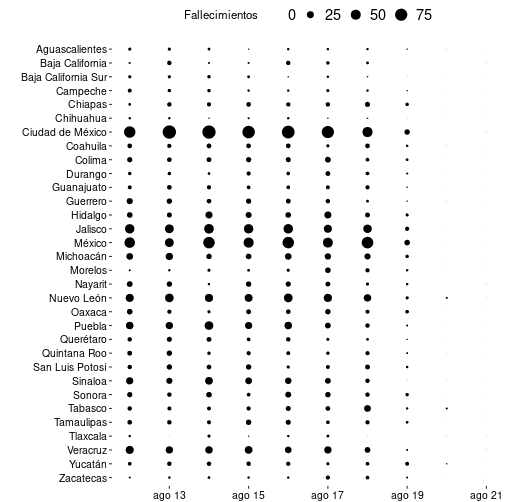 Fallecimientos 0 25 50 75
Aguascalientes
Baja California
Baja California Sur
Campeche
Chiapas
Chihuahua
Ciudad de México
Coahuila
Colima
Durango
Guanajuato
Guerrero
Hidalgo
Jalisco
México
Michoacán
Morelos
Nayarit
Nuevo León
Oaxaca
Puebla
Querétaro
Quintana Roo
San Luis Potosí
Sinaloa
Sonora
Tabasco
Tamaulipas
Tlaxcala
Veracruz
Yucatán
Zacatecas
ago 13 ago 15 ago 17 ago 19 ago 21